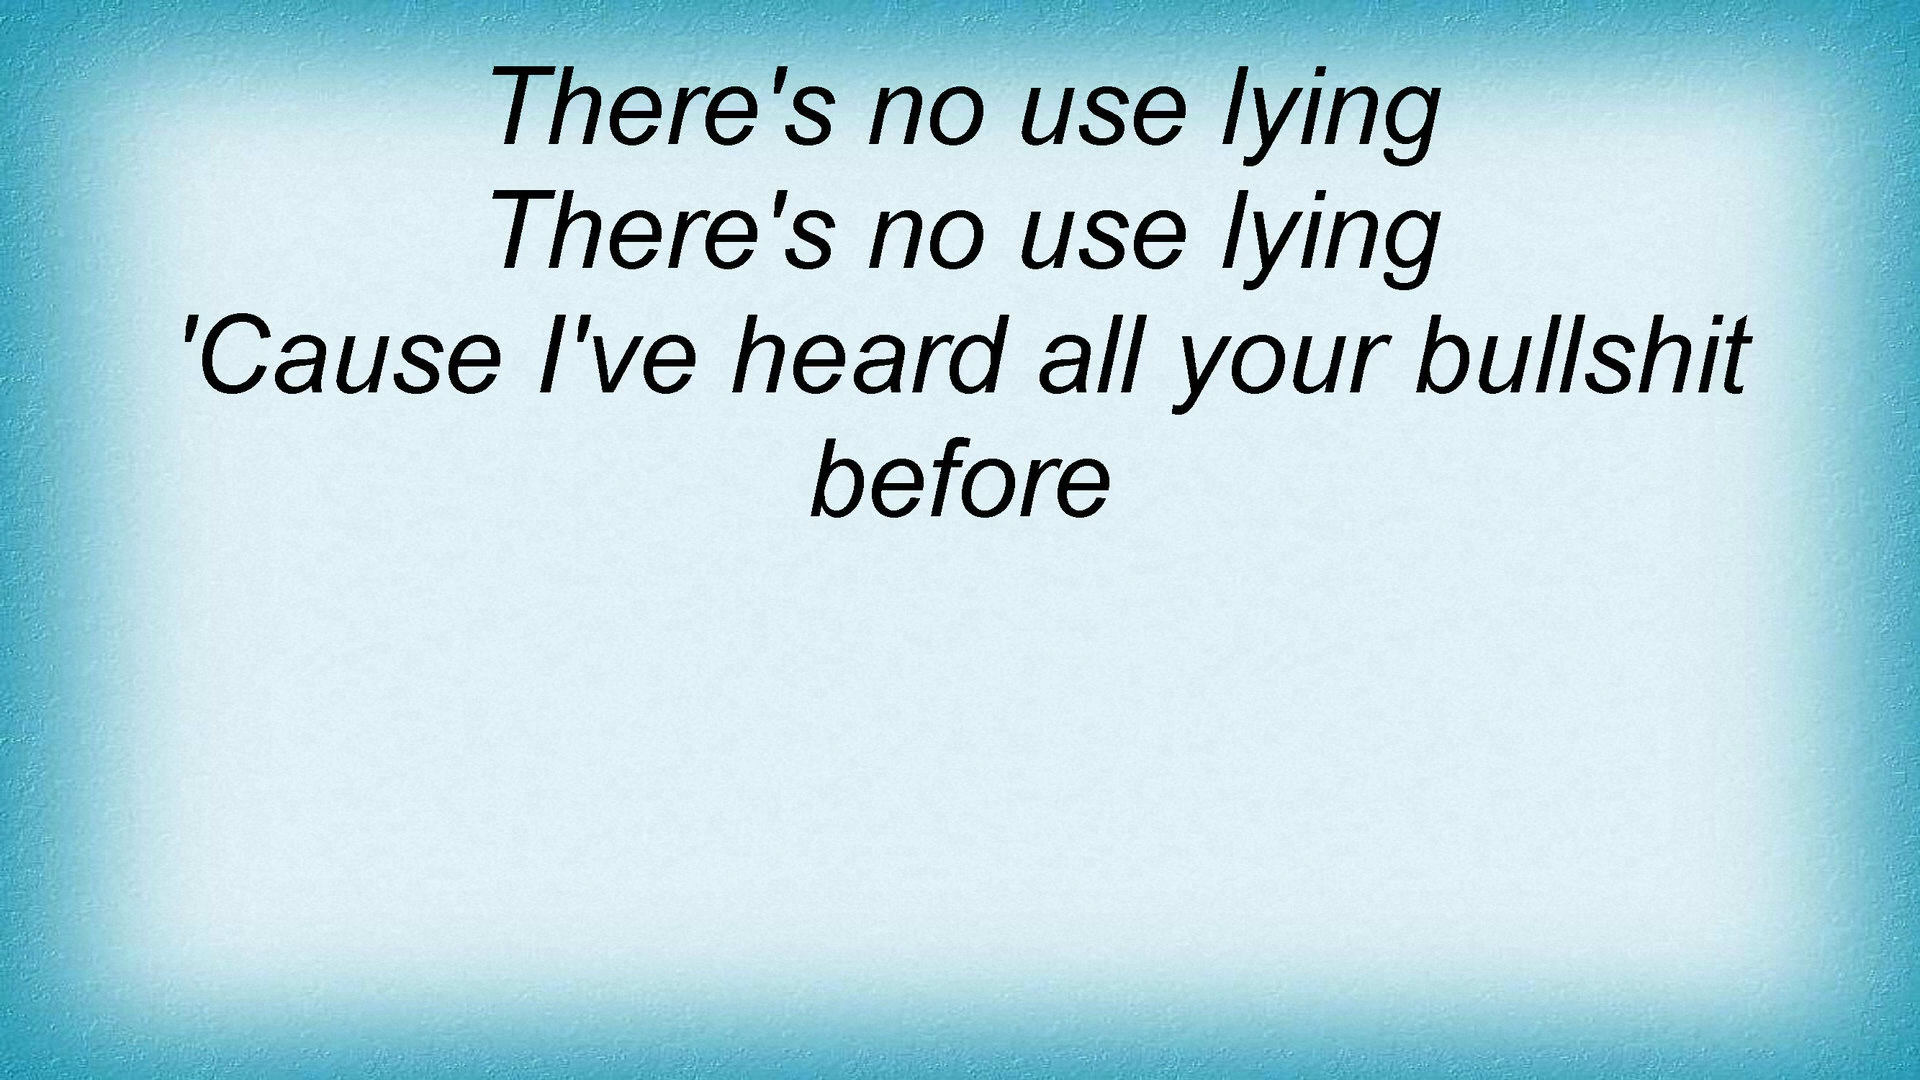 There's no use lying
There's no use lying
'Cause I've heard all your bullshit
before